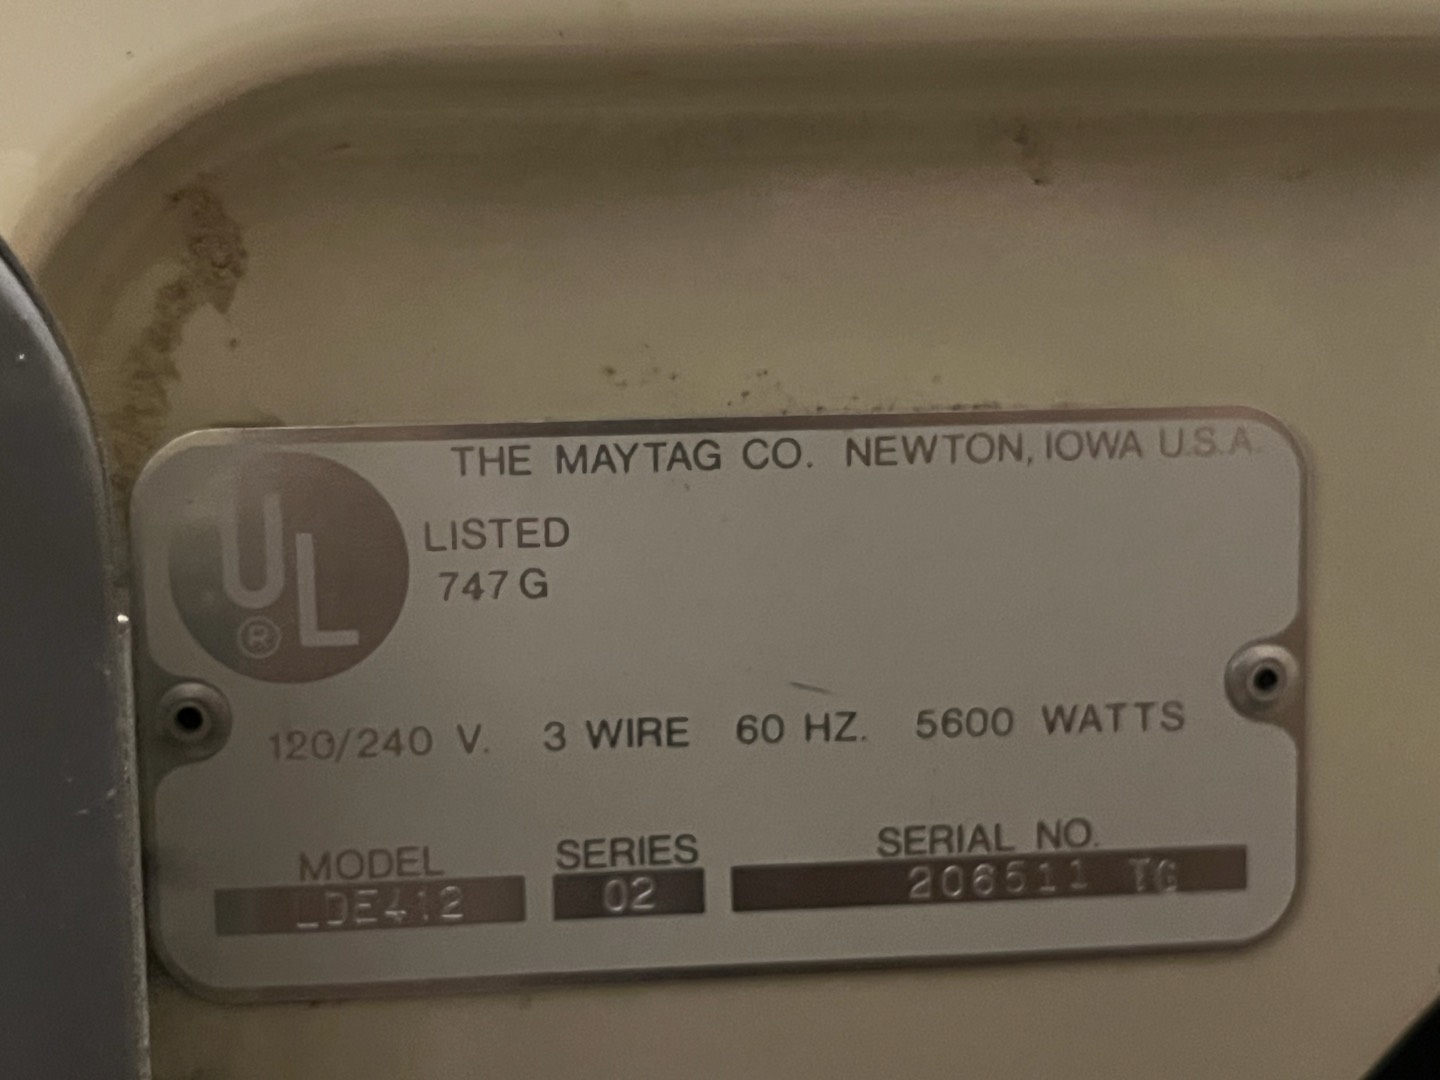 THE MAYTAG CO. NEWTON, IOWA U.S.A.
UL
®
LISTED
747 G
120/240 V. 3 WIRE 60 HZ. 5600 WATTS
MODEL SERIES SERIAL NO.
LDE412 02 206511 TG